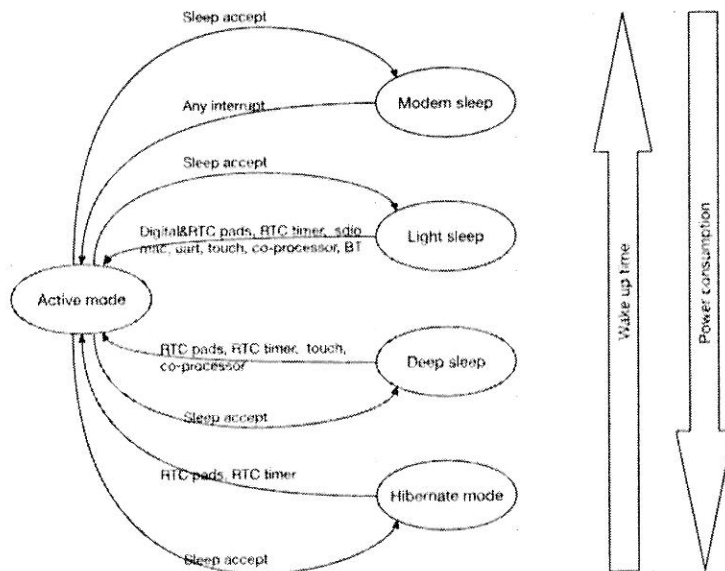 Sleep accept
Modem sleep
Any interrupt
Sleep accept
Digital&RTC pads, RTC timer, sdio
mac, uart, touch, co-processor, BT
Light sleep
Active mode
RTC pads, RTC timer, touch,
co-processor
Deep sleep
Sleep accept
RTC pads, RTC timer
Hibernate mode
Sleep accept
Wake up time
Power consumption